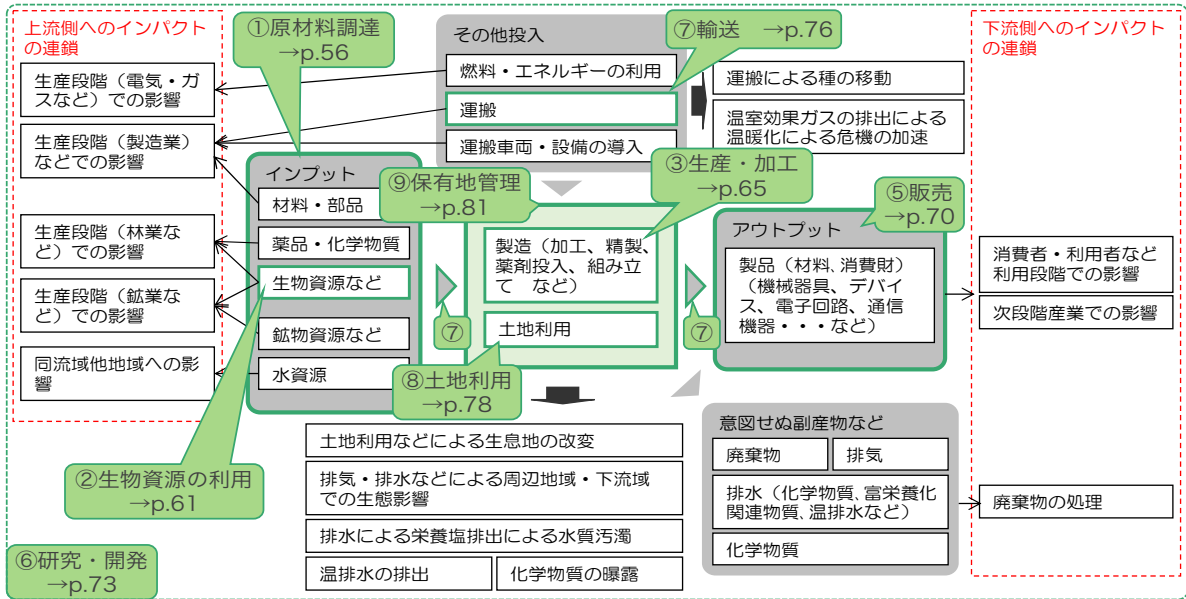 上流側へのインパクト
の連鎖
生産段階（電気・ガ
スなど）での影響
生産段階（製造業）
などでの影響
生産段階（林業な
ど）での影響
生産段階（鉱業な
ど）での影響
同流域他地域への影
響
①原材料調達
→p.56
インプット
材料・部品
薬品・化学物質
生物資源など
鉱物資源など
水資源
②生物資源の利用
→p.61
⑥研究・開発
→p.73
その他投入
燃料・エネルギーの利用
運搬
運搬車両・設備の導入
⑦輸送　→p.76
運搬による種の移動
温室効果ガスの排出による
温暖化による危機の加速
⑨保有地管理
→p.81
③生産・加工
→p.65
製造（加工、精製、
薬剤投入、組み立
て　など）
土地利用
⑦
⑦
⑧土地利用
→p.78
⑤販売
→p.70
アウトプット
製品（材料、消費財）
（機械器具、デバイ
ス、電子回路、通信
機器・・・など）
土地利用などによる生息地の改変
排気・排水などによる周辺地域・下流域
での生態影響
排水による栄養塩排出による水質汚濁
温排水の排出
化学物質の曝露
意図せぬ副産物など
廃棄物
排気
排水（化学物質、富栄養化
関連物質、温排水など）
化学物質
下流側へのインパクト
の連鎖
消費者・利用者など
利用段階での影響
次段階産業での影響
廃棄物の処理